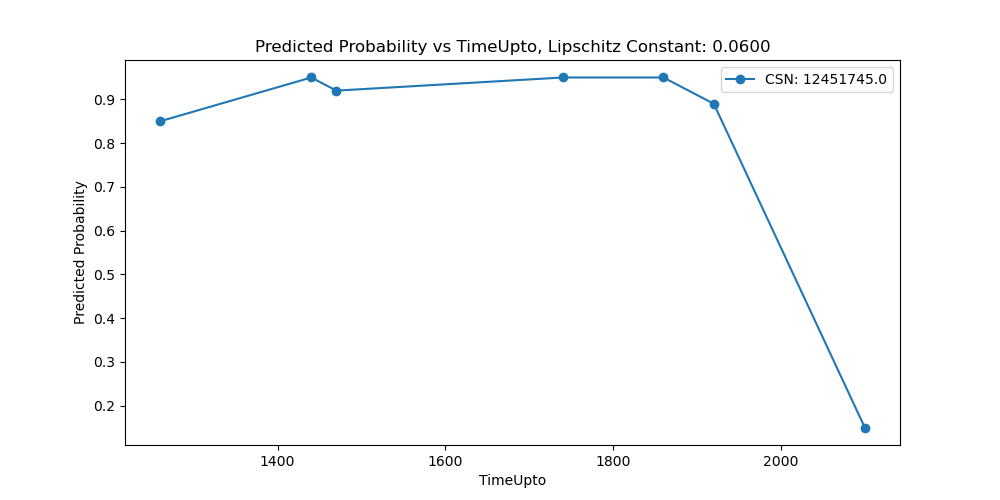 Predicted Probability vs TimeUpto, Lipschitz Constant: 0.0600
CSN: 12451745.0
Predicted Probability
0.9
0.8
0.7
0.6
0.5
0.4
0.3
0.2
1400 1600 1800 2000
TimeUpto